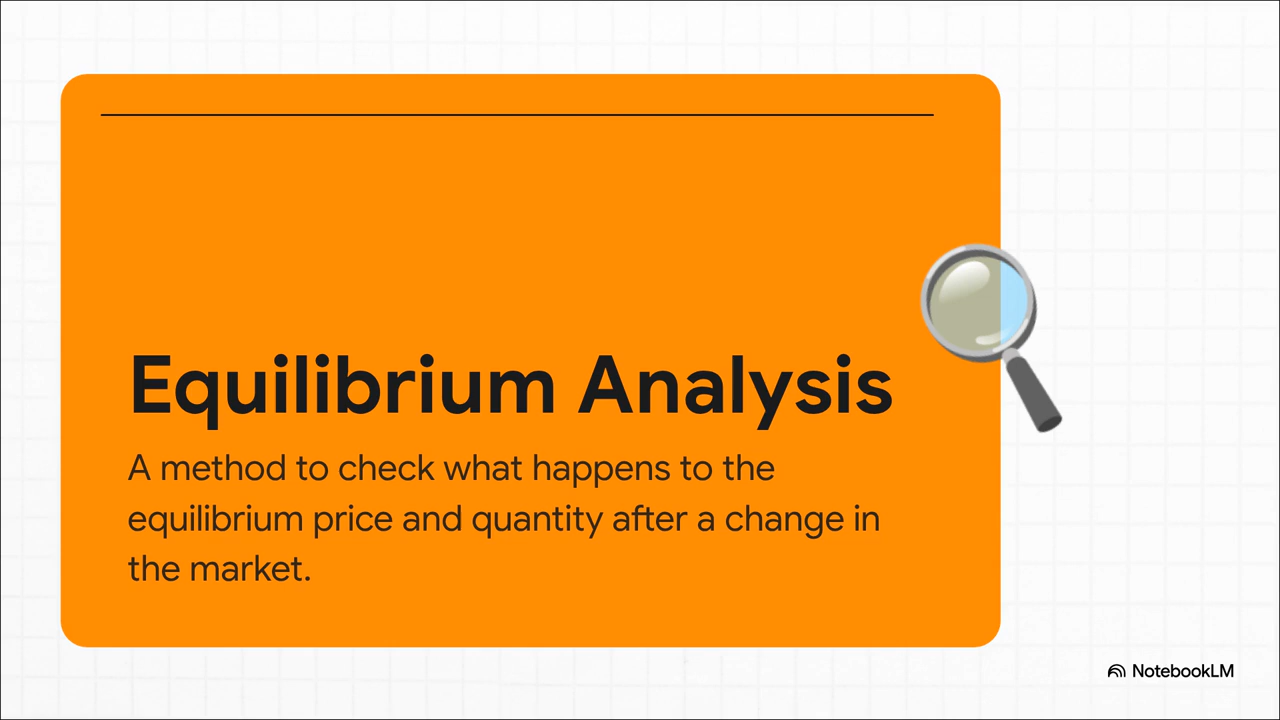 Equilibrium Analysis
A method to check what happens to the
equilibrium price and quantity after a change in
the market.
NotebookLM